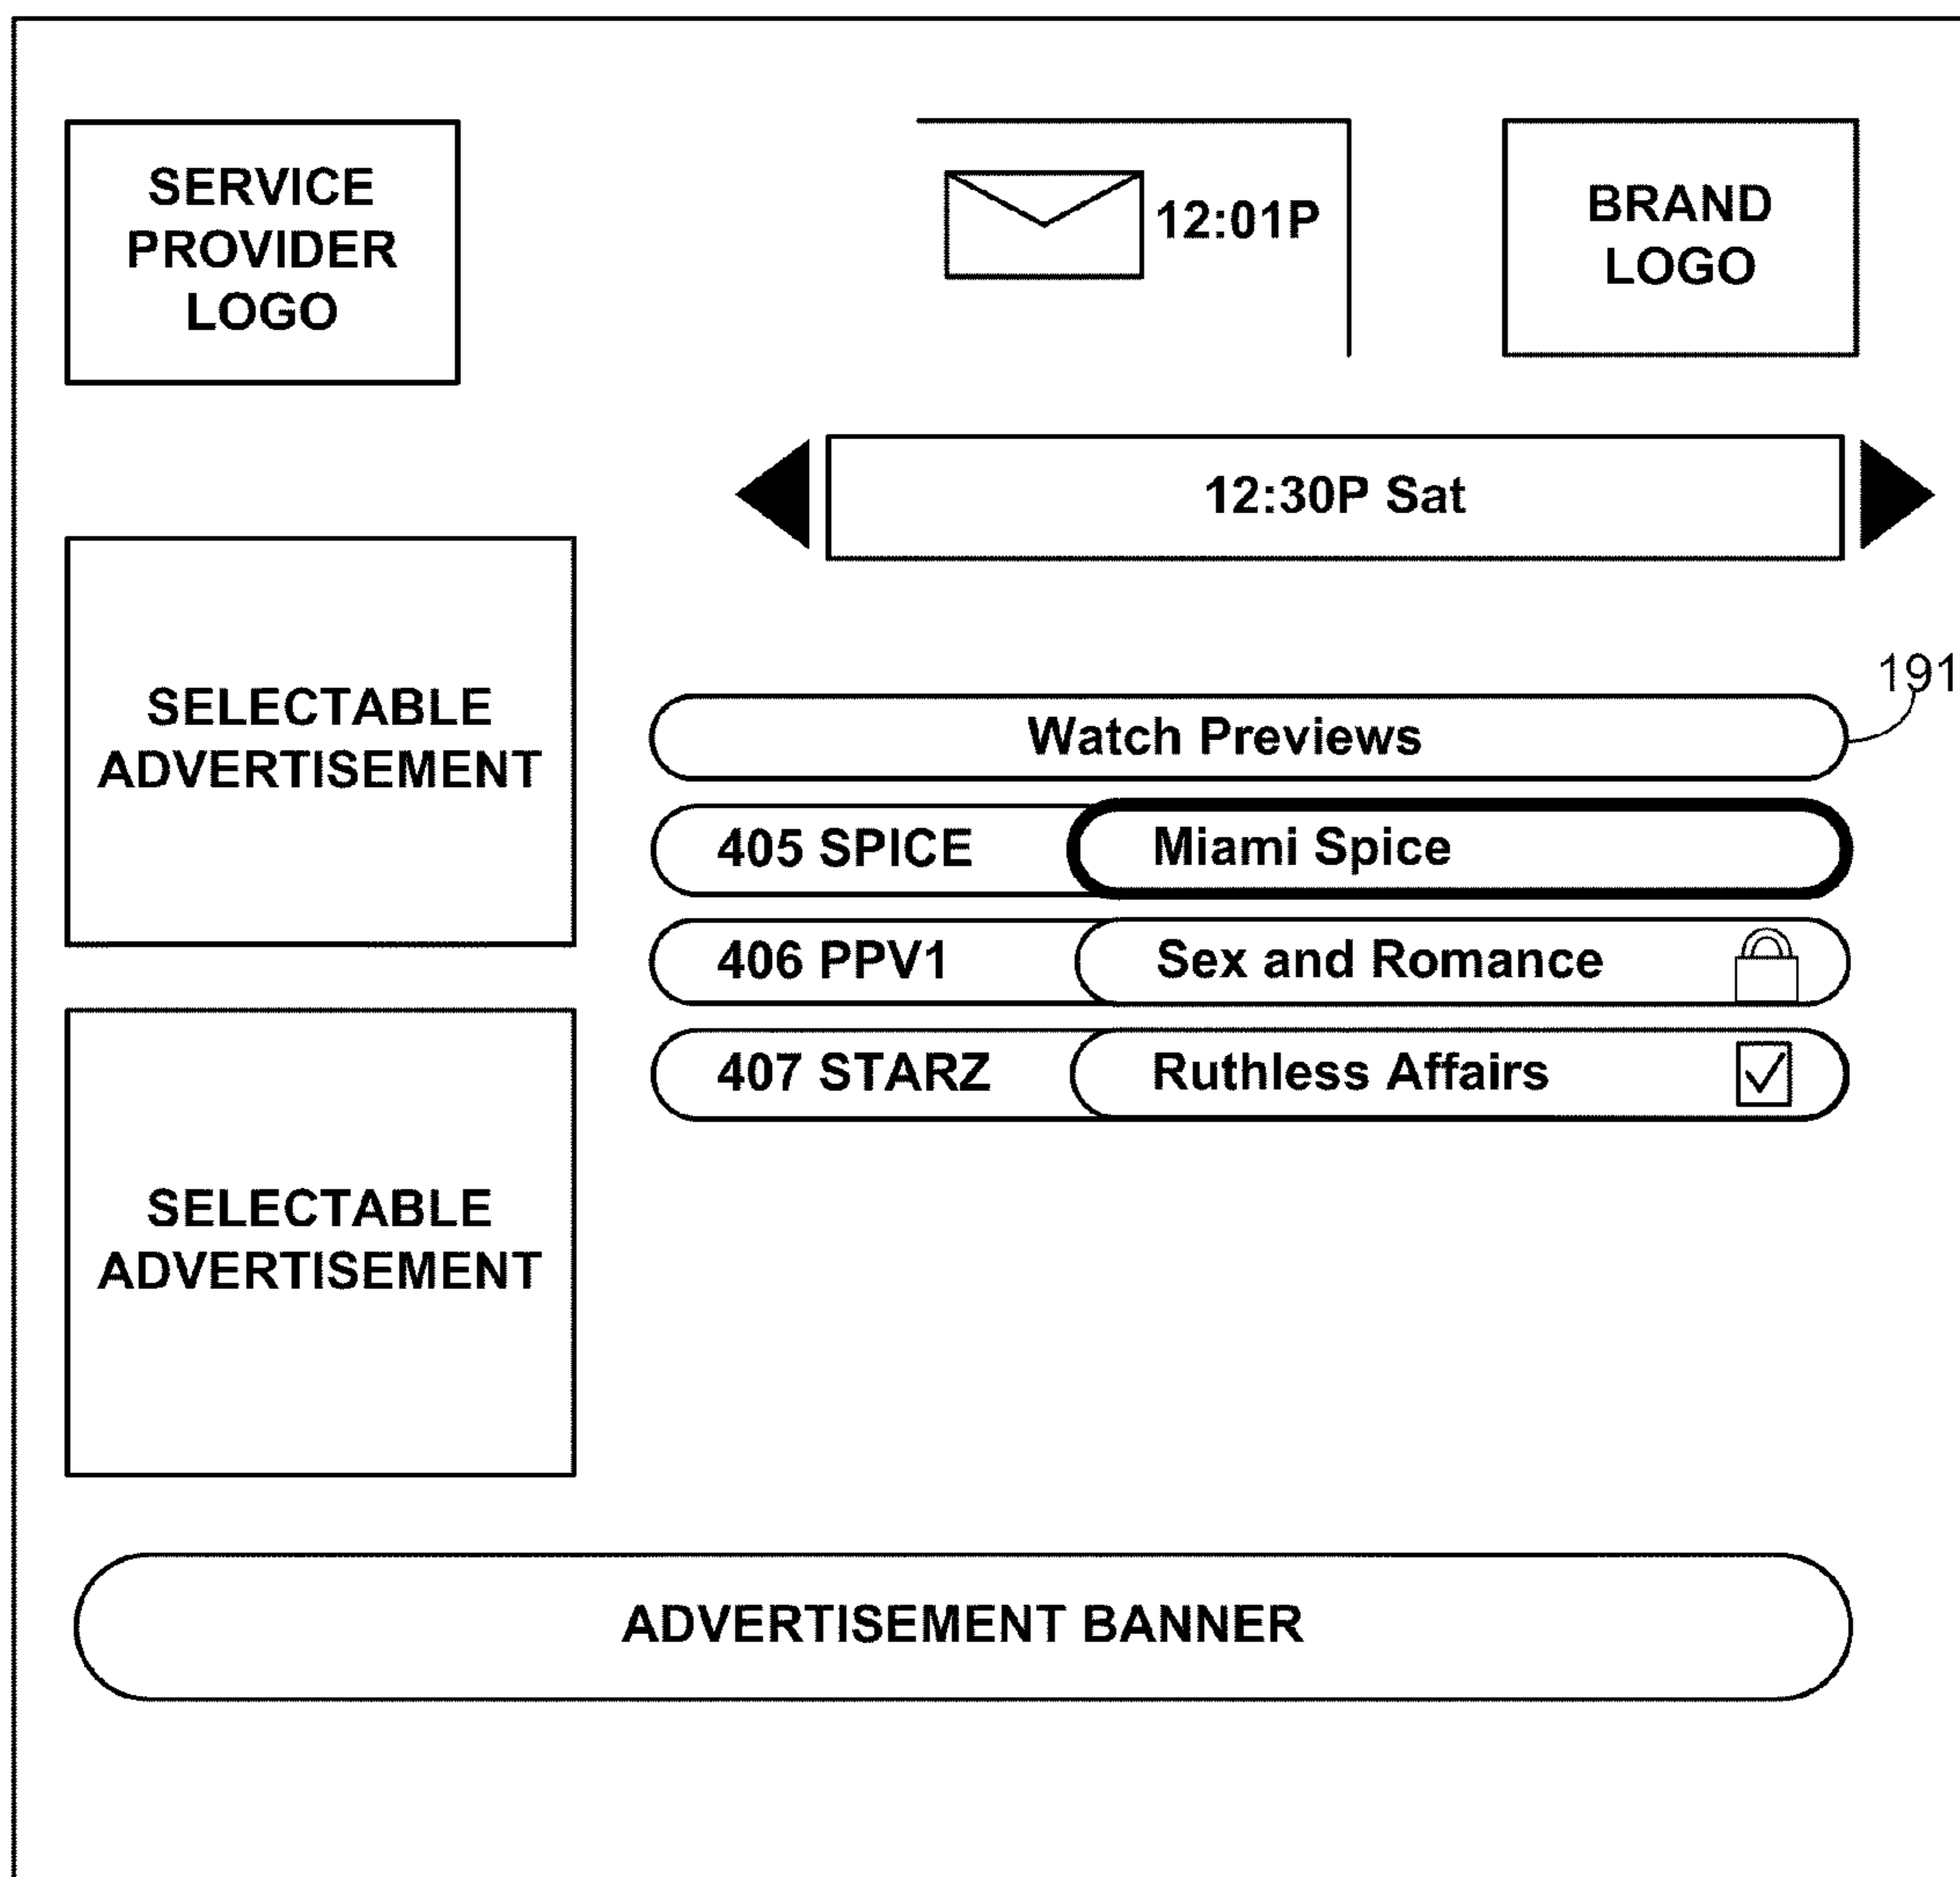 SERVICE
PROVIDER
LOGO
12:01P
BRAND
LOGO
12:30P Sat
SELECTABLE
ADVERTISEMENT
191
Watch Previews
405 SPICE Miami Spice
406 PPV1 Sex and Romance
407 STARZ Ruthless Affairs
SELECTABLE
ADVERTISEMENT
ADVERTISEMENT BANNER